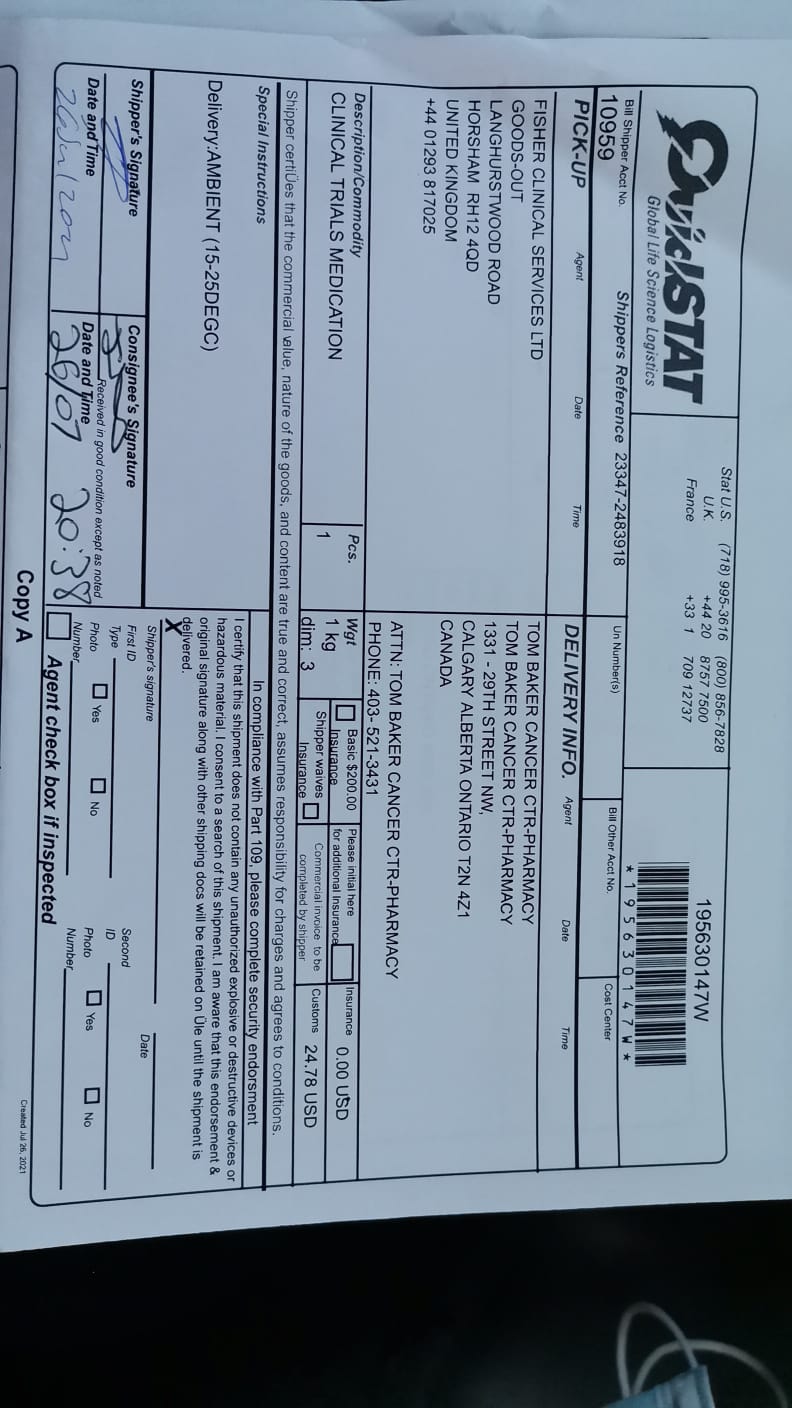 QuickSTAT
Global Life Science Logistics
Stat U.S. (718) 995-3616 (800) 856-7828
U.K. +44 20 8757 7500
France +33 1 709 12737
195630147W
*195630147W*
Bill Shipper Acct No.
10959
Shippers Reference 23347-2483918
Un Number(s)
Bill Other Acct No.
Cost Center
PICK-UP Agent Date Time
DELIVERY INFO. Agent Date Time
FISHER CLINICAL SERVICES LTD
GOODS-OUT
LANGHURSTWOOD ROAD
HORSHAM RH12 4QD
UNITED KINGDOM
+44 01293 817025
TOM BAKER CANCER CTR-PHARMACY
TOM BAKER CANCER CTR-PHARMACY
1331 - 29TH STREET NW,
CALGARY ALBERTA ONTARIO T2N 4Z1
CANADA
ATTN: TOM BAKER CANCER CTR-PHARMACY
PHONE: 403- 521-3431
Description/Commodity
CLINICAL TRIALS MEDICATION
Pcs.
1
Wgt
1 kg
dim: 3
Basic $200.00
Insurance
Shipper waives
Insurance
Please initial here
for additional Insurance
Commercial invoice to be
completed by shipper
Insurance 0.00 USD
Customs 24.78 USD
Shipper certiÜes that the commercial value, nature of the goods, and content are true and correct, assumes responsibility for charges and agrees to conditions.
Special Instructions
Delivery:AMBIENT (15-25DEGC)
In compliance with Part 109, please complete security endorsment
I certify that this shipment does not contain any unauthorized explosive or destructive devices or
hazardous material. I consent to a search of this shipment. I am aware that this endorsement &
original signature along with other shipping docs will be retained on Üle until the shipment is
delivered.
X
Shipper's signature Date
First ID
Type
Second
ID
Photo Yes No
Photo Yes No
Number
Number
Shipper's Signature
Date and Time
26 Jul 2021
Consignee's Signature
Received in good condition except as noted
Date and Time
26/07 20:38
Agent check box if inspected
Copy A
Created Jul 26, 2021